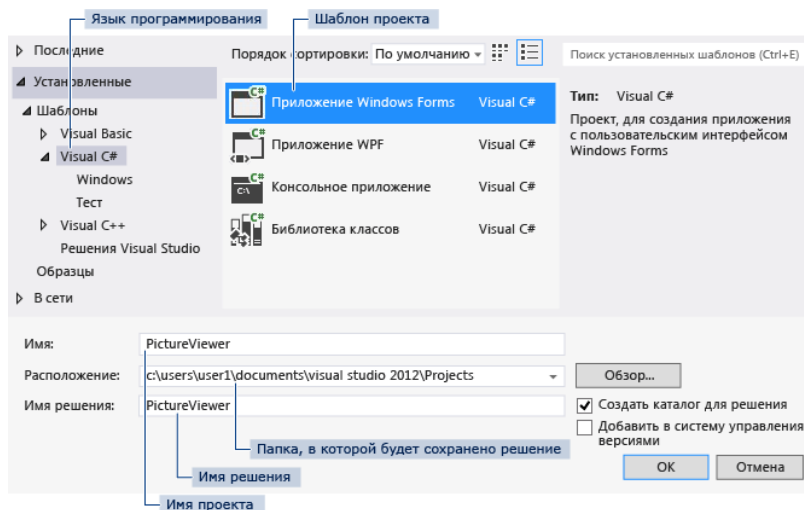 Язык программирования
Шаблон проекта
Последние
Порядок сортировки: По умолчанию
Поиск установленных шаблонов (Ctrl+E)
Установленные
Шаблоны
Visual Basic
Visual C#
Windows
Тест
Visual C++
Решения Visual Studio
Образцы
В сети
C# Приложение Windows Forms Visual C#
C# Приложение WPF Visual C#
C# C:\ Консольное приложение Visual C#
C# Библиотека классов Visual C#
Тип: Visual C#
Проект, для создания приложения
с пользовательским интерфейсом
Windows Forms
Имя: PictureViewer
Расположение: c:\users\user1\documents\visual studio 2012\Projects
Обзор...
Имя решения: PictureViewer
Создать каталог для решения
Добавить в систему управления
версиями
Папка, в которой будет сохранено решение
OK Отмена
Имя решения
Имя проекта